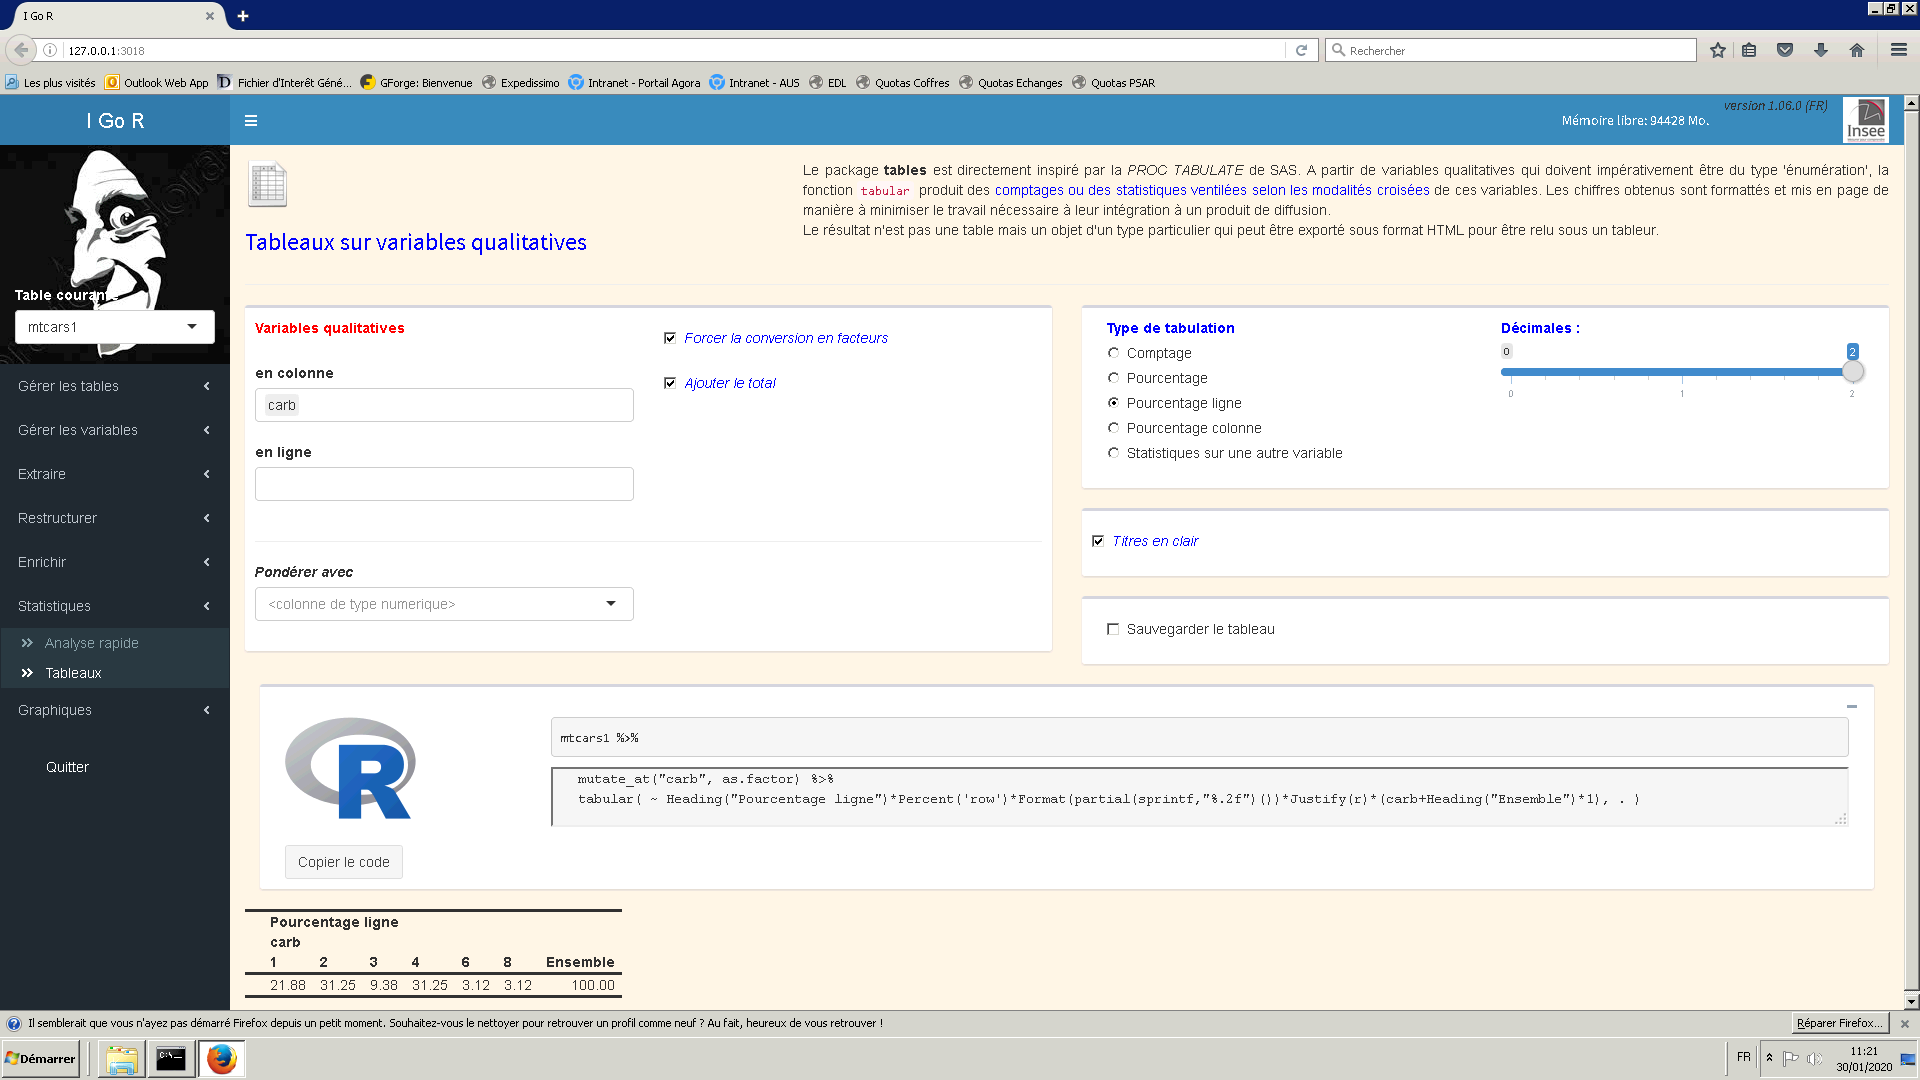 I Go R
127.0.0.1:3018
Rechercher
Les plus visités
Outlook Web App
Fichier d'Interêt Géné...
GForge: Bienvenue
Expedissimo
Intranet - Portail Agora
Intranet - AUS
EDL
Quotas Coffres
Quotas Echanges
Quotas PSAR
I Go R
Mémoire libre: 94428 Mo.
version 1.06.0 (FR)
Insee
Table courante
mtcars1
Gérer les tables
Gérer les variables
Extraire
Restructurer
Enrichir
Statistiques
Analyse rapide
Tableaux
Graphiques
Quitter
Tableaux sur variables qualitatives
Le package tables est directement inspiré par la PROC TABULATE de SAS. A partir de variables qualitatives qui doivent impérativement être du type 'énumération', la
fonction tabular produit des comptages ou des statistiques ventilées selon les modalités croisées de ces variables. Les chiffres obtenus sont formattés et mis en page de
manière à minimiser le travail nécessaire à leur intégration à un produit de diffusion.
Le résultat n'est pas une table mais un objet d'un type particulier qui peut être exporté sous format HTML pour être relu sous un tableur.
Variables qualitatives
en colonne
carb
en ligne
Forcer la conversion en facteurs
Ajouter le total
Pondérer avec
<colonne de type numerique>
Type de tabulation
Comptage
Pourcentage
Pourcentage ligne
Pourcentage colonne
Statistiques sur une autre variable
Décimales :
0 2
0 1 2
Titres en clair
Sauvegarder le tableau
R
Copier le code
mtcars1 %>%
mutate_at("carb", as.factor) %>%
tabular( ~ Heading("Pourcentage ligne")*Percent('row')*Format(partial(sprintf,"%.2f")())*Justify(r)*(carb+Heading("Ensemble")*1), . )
Pourcentage ligne
carb
1 2 3 4 6 8 Ensemble
21.88 31.25 9.38 31.25 3.12 3.12 100.00
Il semblerait que vous n'ayez pas démarré Firefox depuis un petit moment. Souhaitez-vous le nettoyer pour retrouver un profil comme neuf ? Au fait, heureux de vous retrouver !
Réparer Firefox...
Démarrer
FR
11:21
30/01/2020